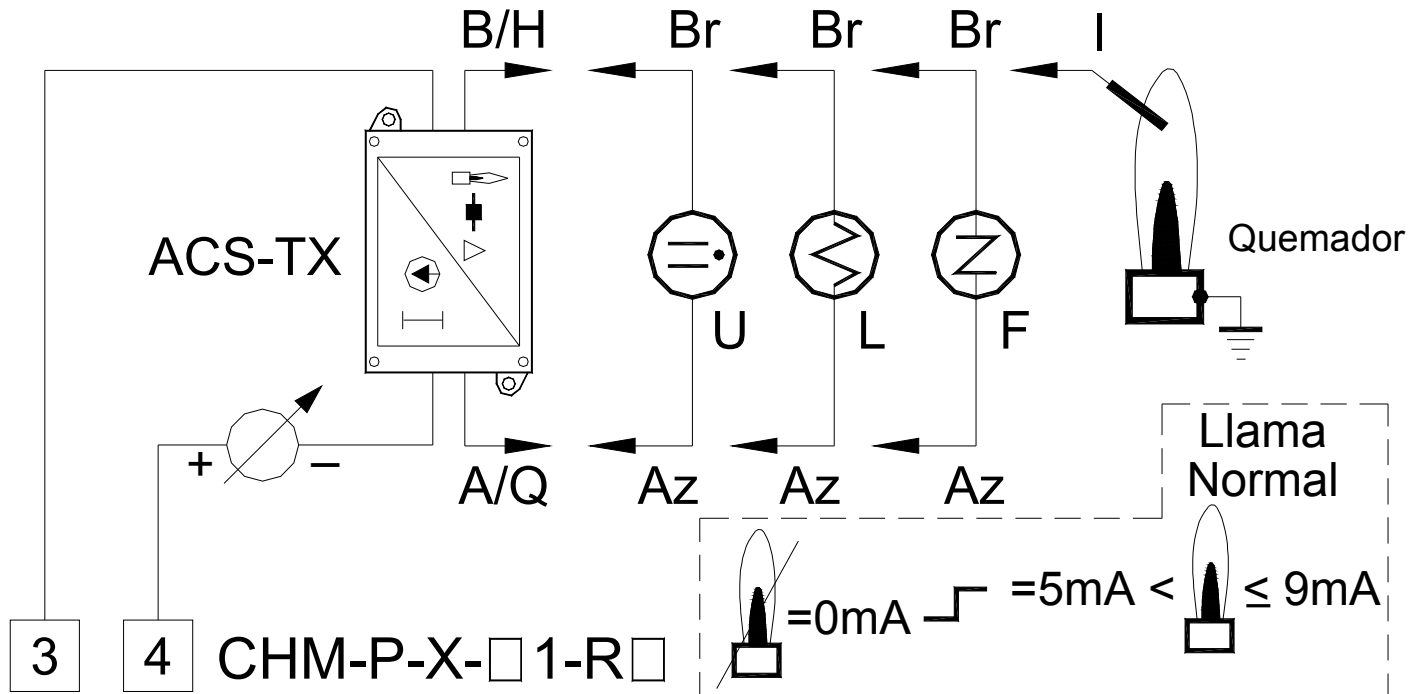 B/H Br Br Br I
ACS-TX
Quemador
U L F
+ –
A/Q Az Az Az
Llama
Normal
=0mA =5mA < ≤ 9mA
3 4 CHM-P-X-□1-R□